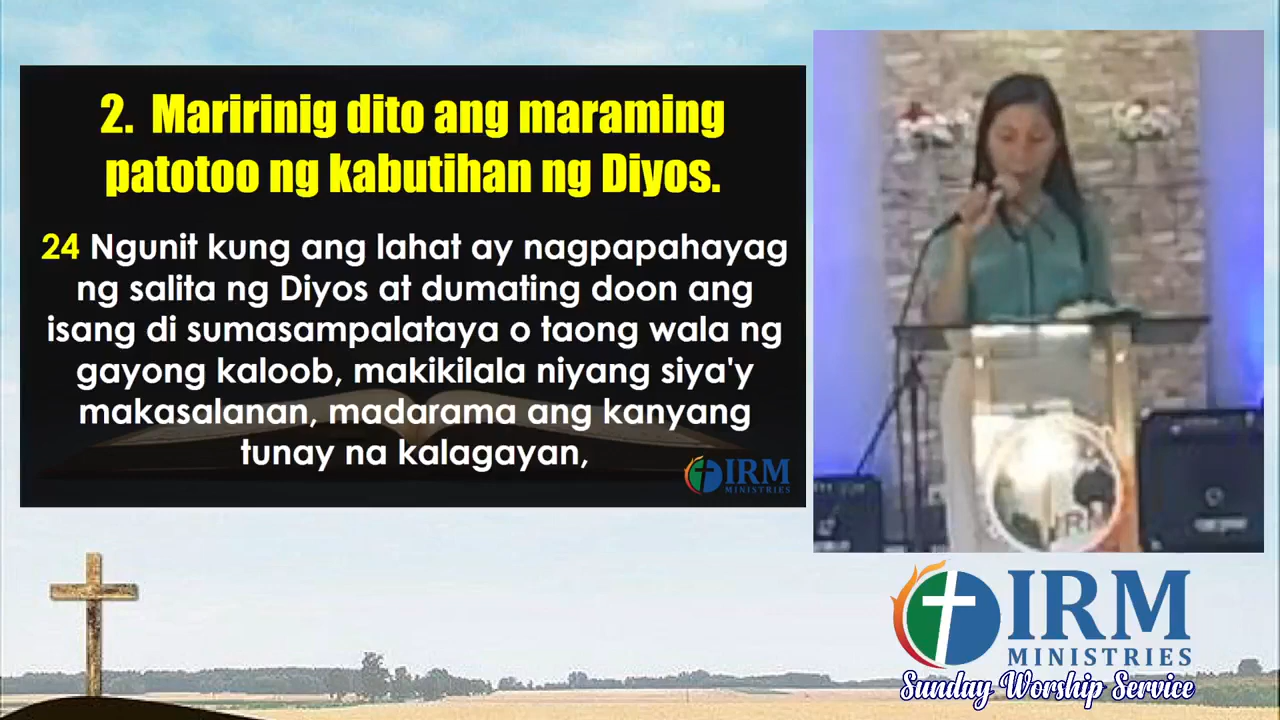 2. Maririnig dito ang maraming
patotoo ng kabutihan ng Diyos.
24 Ngunit kung ang lahat ay nagpapahayag
ng salita ng Diyos at dumating doon ang
isang di sumasampalataya o taong wala ng
gayong kaloob, makikilala niyang siya'y
makasalanan, madarama ang kanyang
tunay na kalagayan,
IRM
MINISTRIES
IRM
IRM
MINISTRIES
Sunday Worship Service